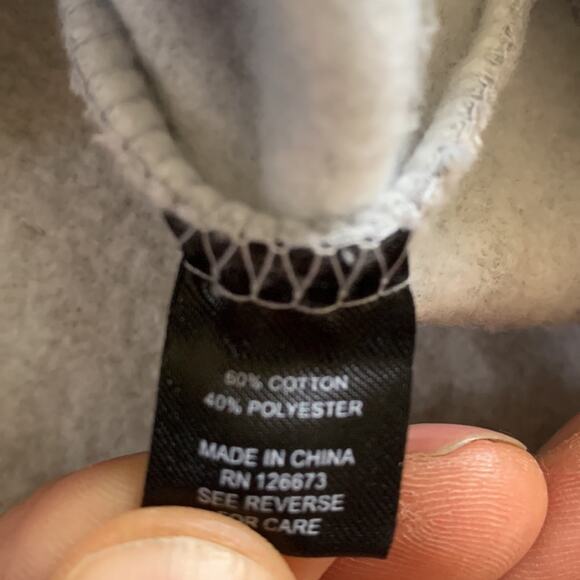 60% COTTON
40% POLYESTER
MADE IN CHINA
RN 126673
SEE REVERSE
FOR CARE